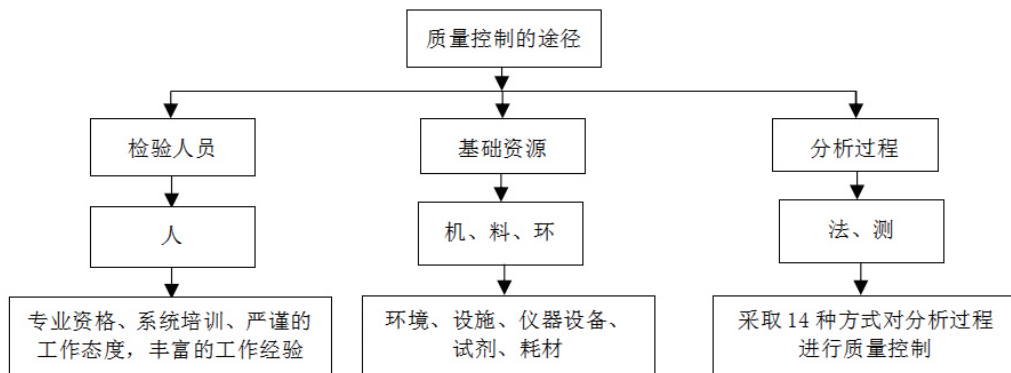 质量控制的途径
检验人员
基础资源
分析过程
人
机、料、环
法、测
专业资格、系统培训、严谨的
工作态度，丰富的工作经验
环境、设施、仪器设备、
试剂、耗材
采取 14 种方式对分析过程
进行质量控制